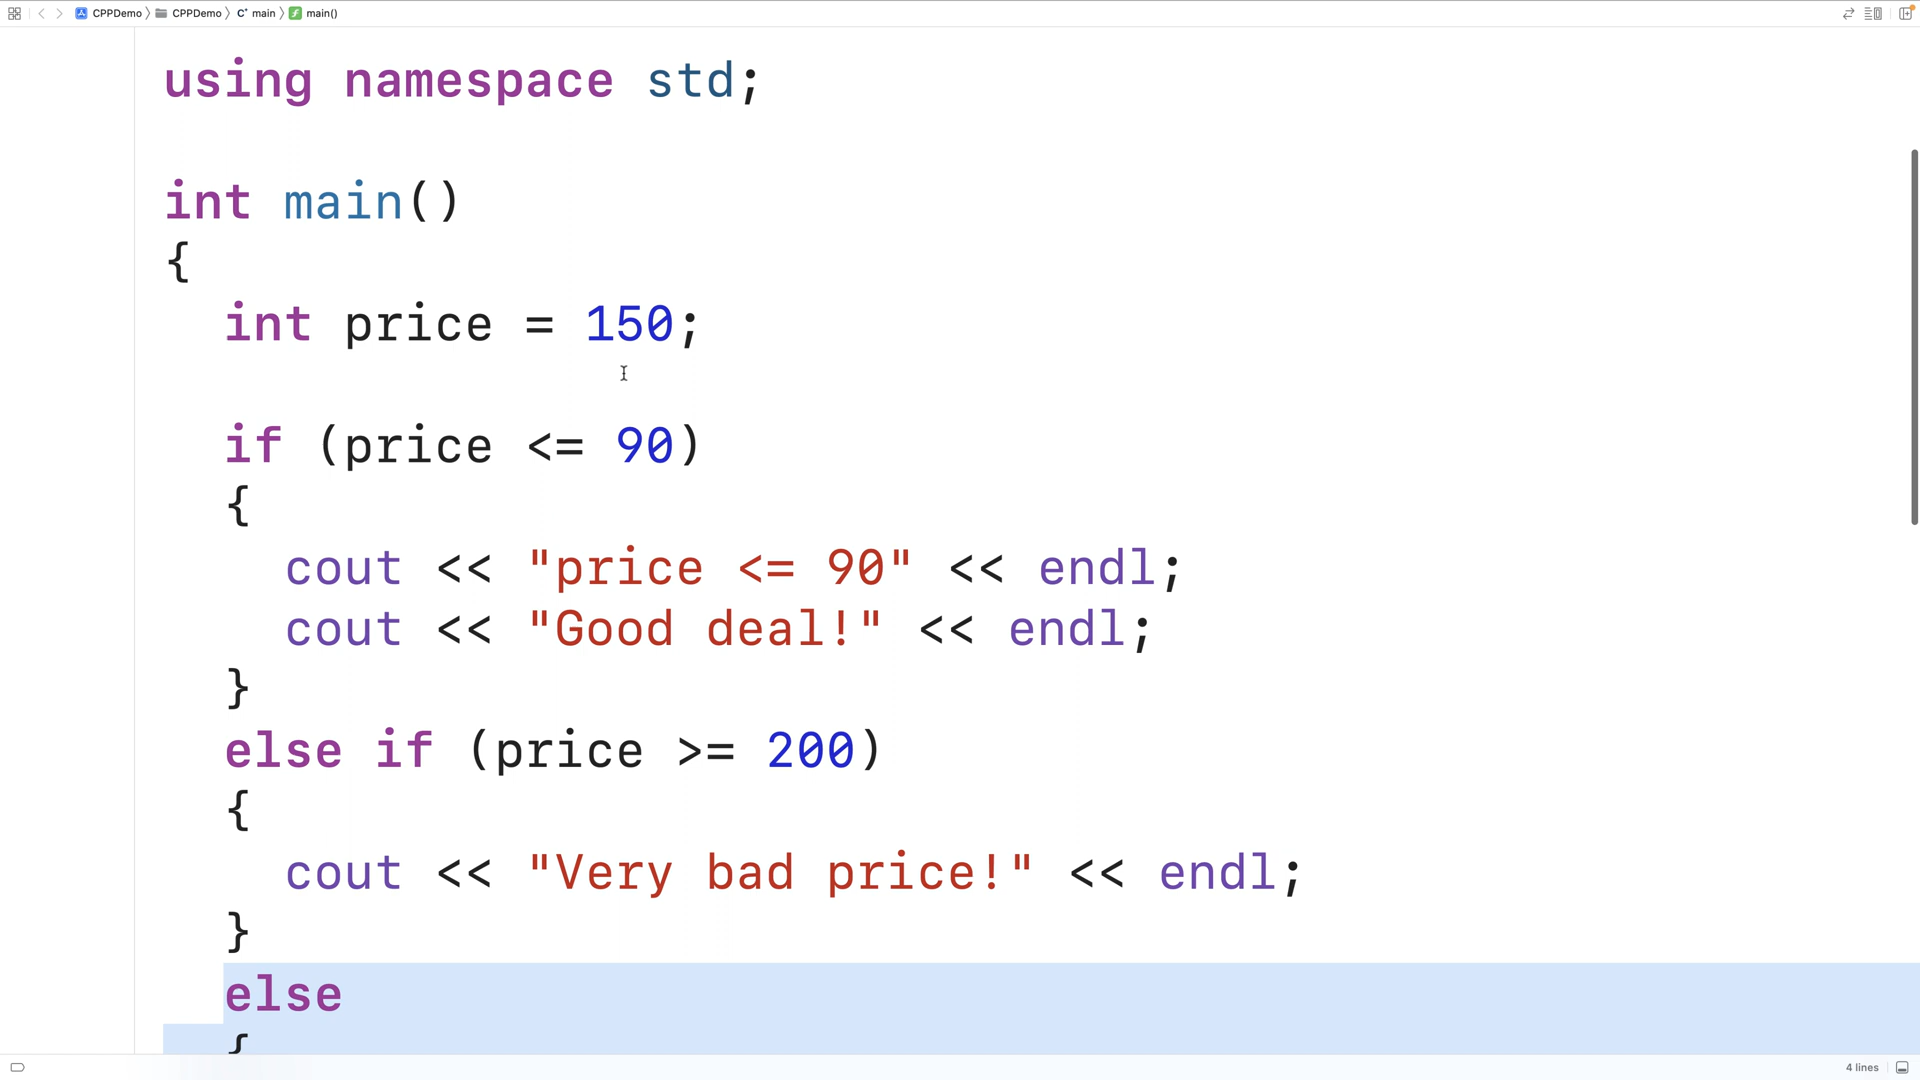 CPPDemo CPPDemo C⁺ main f main()
using namespace std;
int main()
{
int price = 150;
if (price <= 90)
{
cout << "price <= 90" << endl;
cout << "Good deal!" << endl;
}
else if (price >= 200)
{
cout << "Very bad price!" << endl;
}
else
{
4 lines